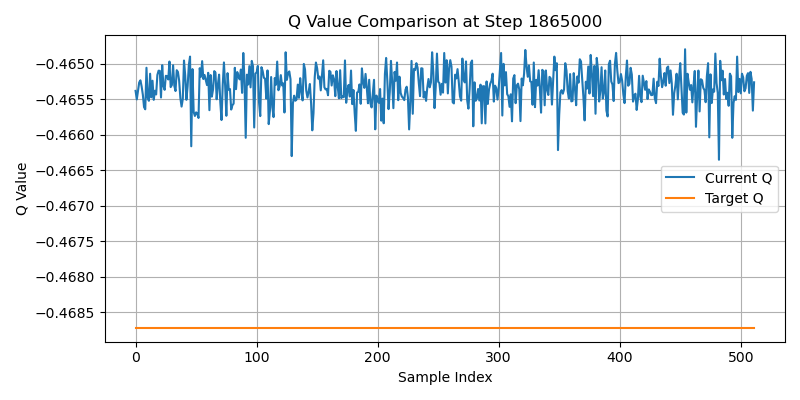 Q Value Comparison at Step 1865000
Q Value
−0.4650
−0.4655
−0.4660
−0.4665
−0.4670
−0.4675
−0.4680
−0.4685
Current Q
Target Q
0 100 200 300 400 500
Sample Index